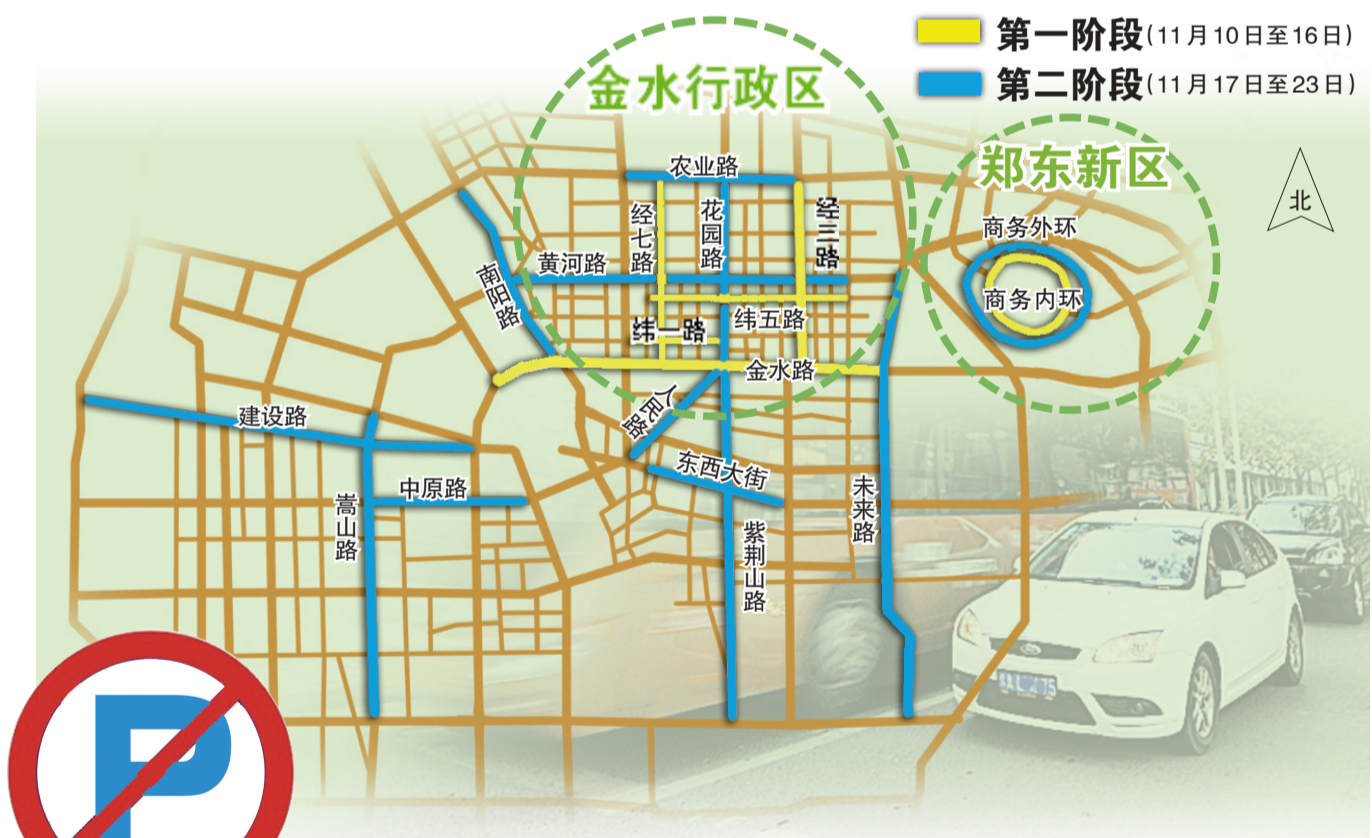 第一阶段(11月10日至16日)
第二阶段(11月17日至23日)
金水行政区
郑东新区
北
农业路
经七路
花园路
经三路
商务外环
商务内环
南阳路
黄河路
纬一路
纬五路
金水路
人民路
建设路
东西大街
中原路
嵩山路
未来路
紫荆山路
P